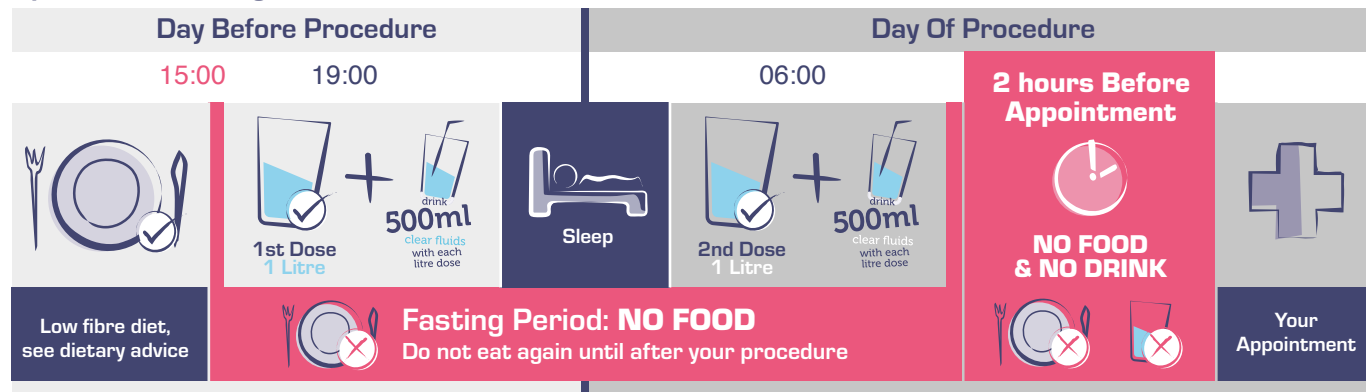 Day Before Procedure
Day Of Procedure
15:00
19:00
06:00
2 hours Before
Appointment
1st Dose
1 Litre
drink
500ml
clear fluids
with each
litre dose
Sleep
2nd Dose
1 Litre
drink
500ml
clear fluids
with each
litre dose
NO FOOD
& NO DRINK
Low fibre diet,
see dietary advice
Fasting Period: NO FOOD
Do not eat again until after your procedure
Your
Appointment